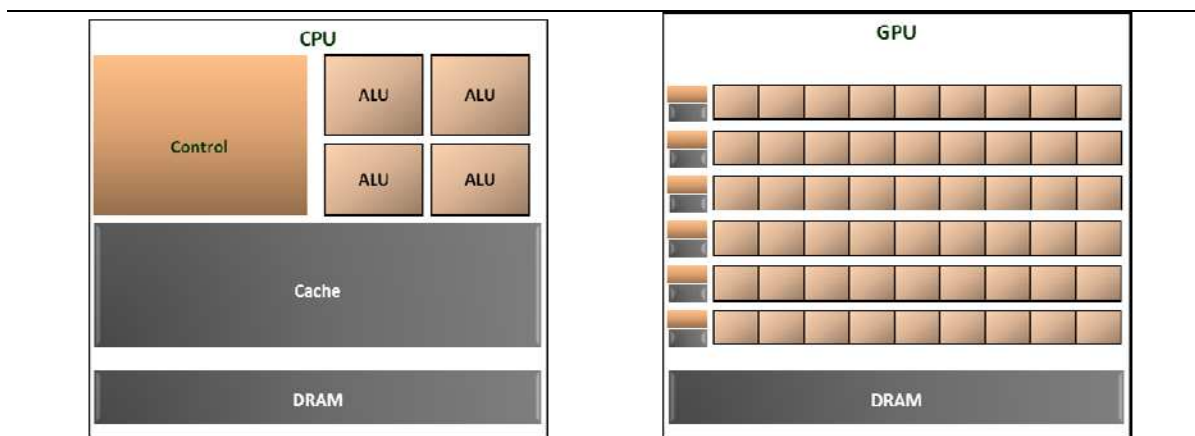 CPU
Control
ALU ALU
ALU ALU
Cache
DRAM
GPU
DRAM